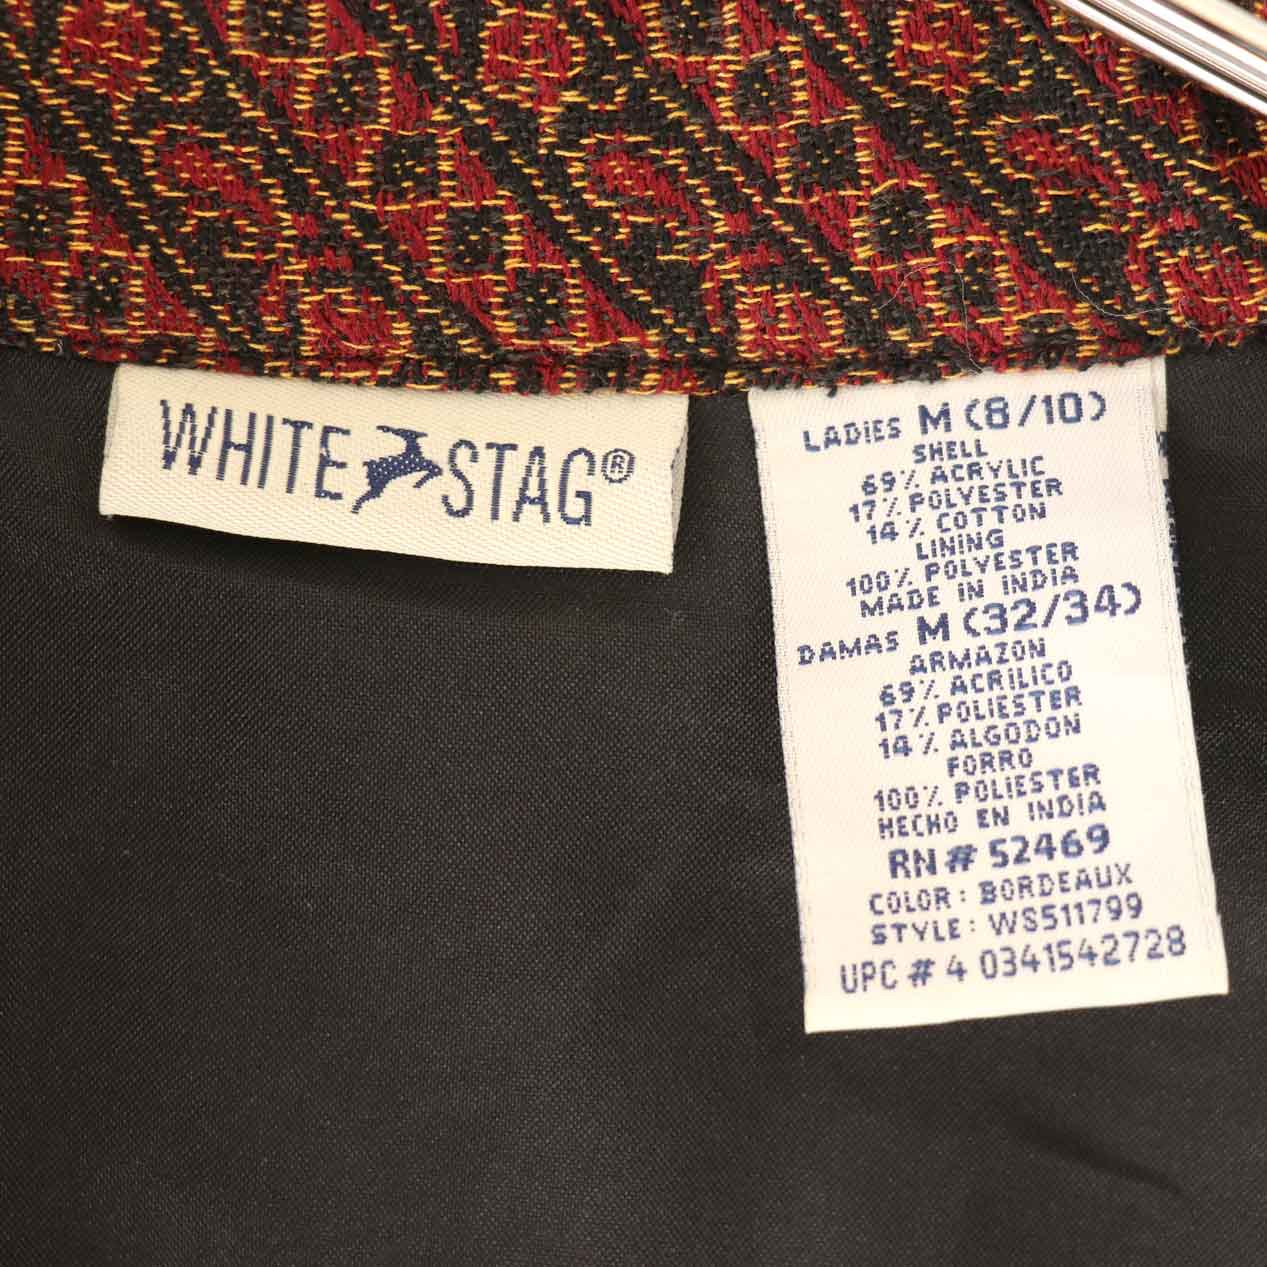 WHITE STAG®
LADIES M (8/10)
SHELL
69% ACRYLIC
17% POLYESTER
14% COTTON
LINING
100% POLYESTER
MADE IN INDIA
DAMAS M (32/34)
ARMAZON
69% ACRÍLICO
17% POLIESTER
14% ALGODON
FORRO
100% POLIESTER
HECHO EN INDIA
RN# 52469
COLOR: BORDEAUX
STYLE: WS511799
UPC # 4 0341542728